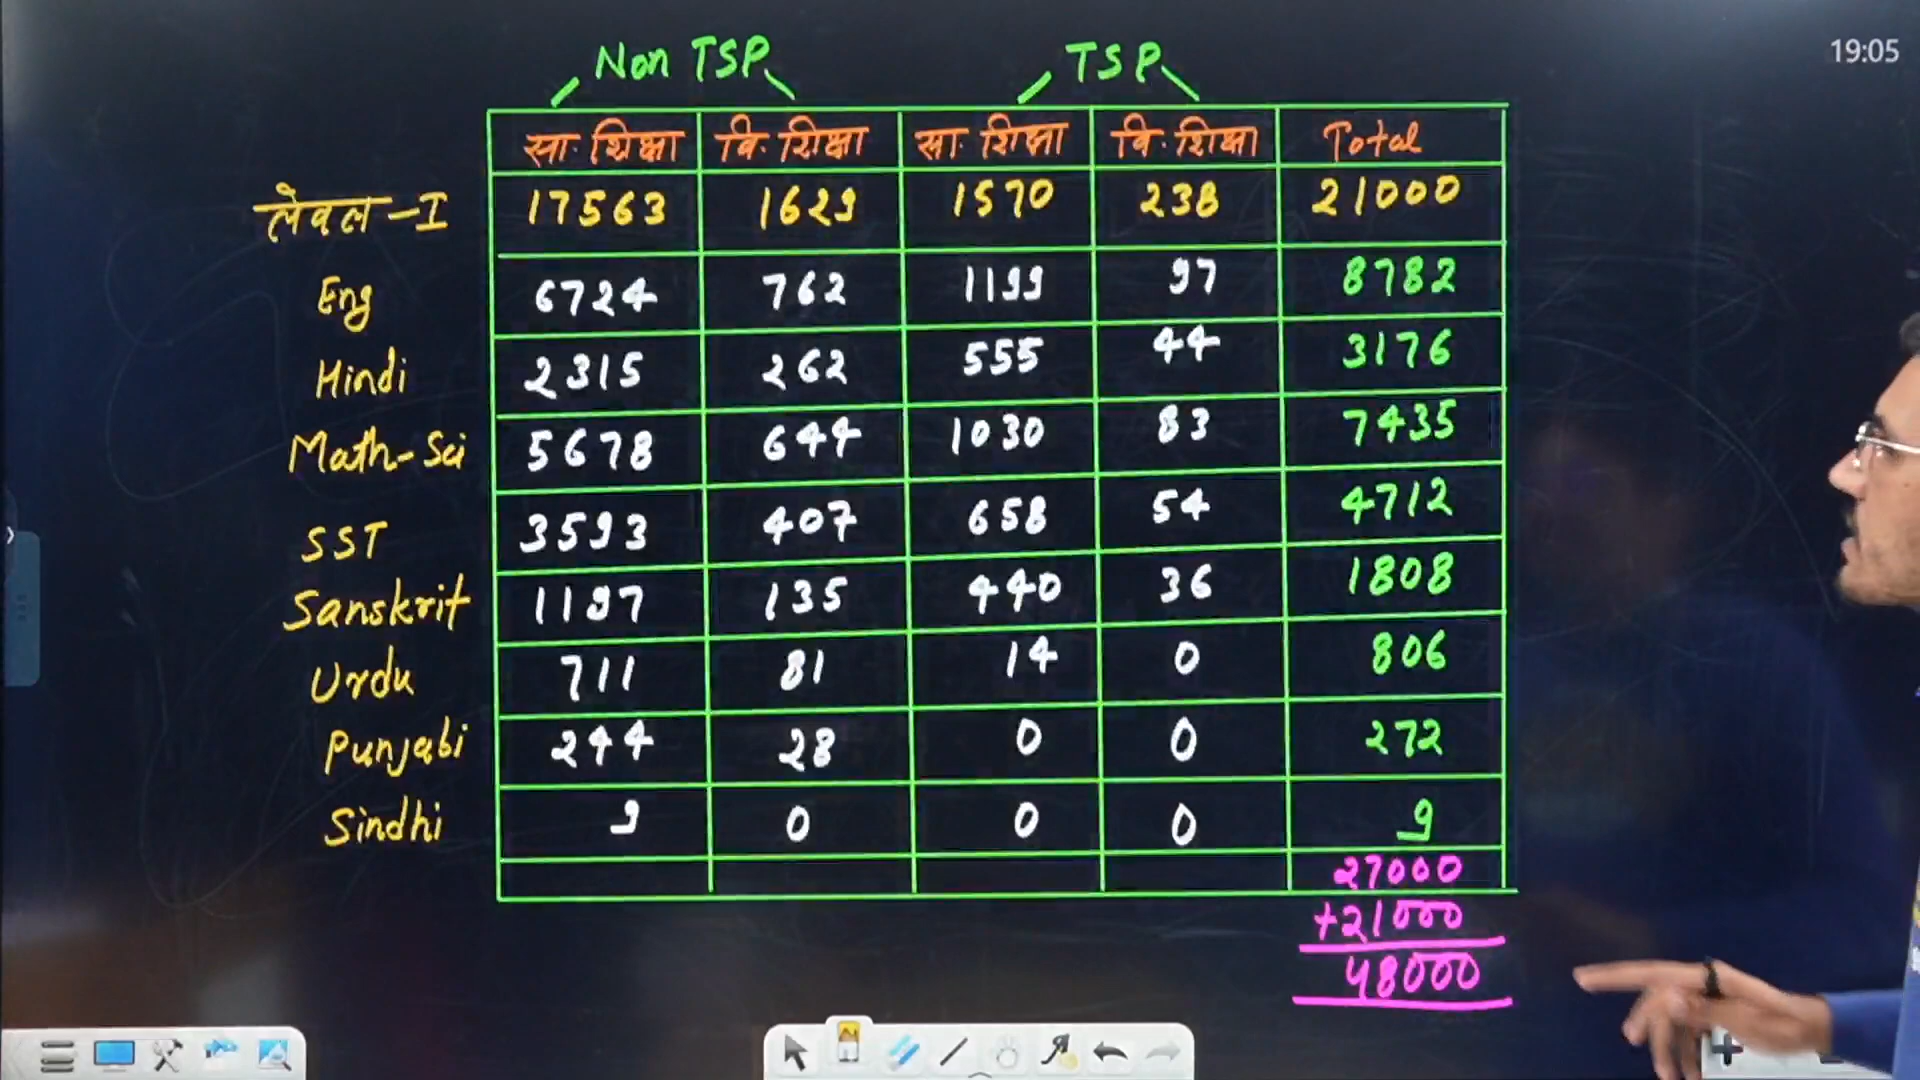 19:05
Non TSP TSP
सा. शिक्षा वि. शिक्षा सा. शिक्षा वि. शिक्षा Total
लेवल-I 17563 1629 1570 238 21000
Eng 6724 762 1199 97 8782
Hindi 2315 262 555 44 3176
Math-Sci 5678 644 1030 83 7435
SST 3593 407 658 54 4712
Sanskrit 1197 135 440 36 1808
Urdu 711 81 14 0 806
Punjabi 244 28 0 0 272
Sindhi 9 0 0 0 9
27000
+21000
48000